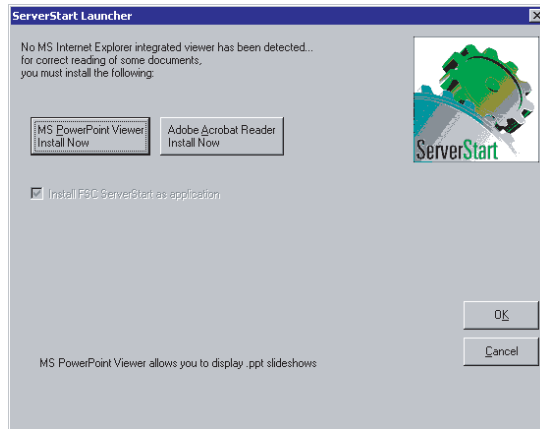 ServerStart Launcher
No MS Internet Explorer integrated viewer has been detected...
for correct reading of some documents,
you must install the following:
MS PowerPoint Viewer
Install Now
Adobe Acrobat Reader
Install Now
ServerStart
Install FSC ServerStart as application
OK
Cancel
MS PowerPoint Viewer allows you to display .ppt slideshows